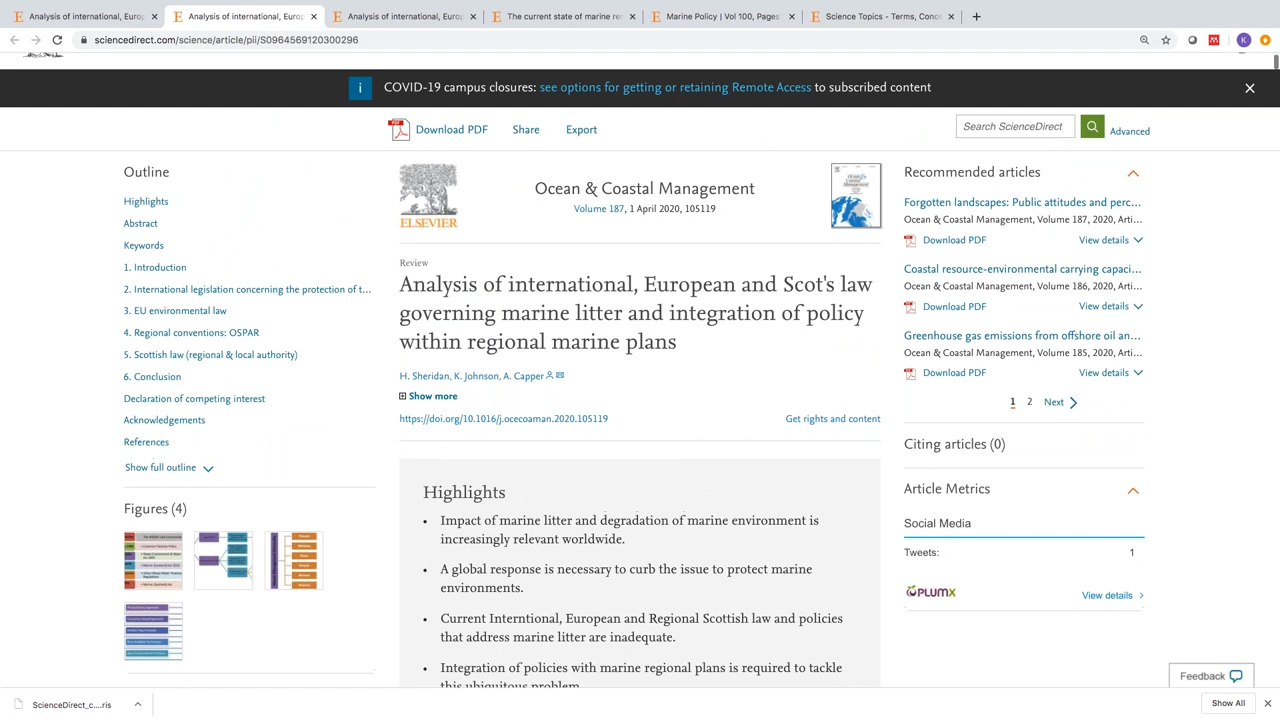 Analysis of international, Europ
Analysis of international, Europ
Analysis of international, Europ
The current state of marine re
Marine Policy | Vol 100, Pages
Science Topics - Terms, Conc
sciencedirect.com/science/article/pii/S0964569120300296
K
COVID-19 campus closures: see options for getting or retaining Remote Access to subscribed content
Download PDF
Share
Export
Search ScienceDirect
Advanced
Outline
Highlights
Abstract
Keywords
1. Introduction
2. International legislation concerning the protection of t...
3. EU environmental law
4. Regional conventions: OSPAR
5. Scottish law (regional & local authority)
6. Conclusion
Declaration of competing interest
Acknowledgements
References
Show full outline
Figures (4)
ELSEVIER
Ocean & Coastal Management
Volume 187, 1 April 2020, 105119
Review
Analysis of international, European and Scot's law
governing marine litter and integration of policy
within regional marine plans
H. Sheridan, K. Johnson, A. Capper
Show more
https://doi.org/10.1016/j.ocecoaman.2020.105119
Get rights and content
Highlights
• Impact of marine litter and degradation of marine environment is
increasingly relevant worldwide.
• A global response is necessary to curb the issue to protect marine
environments.
• Current Interntional, European and Regional Scottish law and policies
that address marine litter are inadequate.
• Integration of policies with marine regional plans is required to tackle
this ubiquitous problem.
Recommended articles
Forgotten landscapes: Public attitudes and perc...
Ocean & Coastal Management, Volume 187, 2020, Arti...
Download PDF
View details
Coastal resource-environmental carrying capaci...
Ocean & Coastal Management, Volume 186, 2020, Arti...
Download PDF
View details
Greenhouse gas emissions from offshore oil an...
Ocean & Coastal Management, Volume 185, 2020, Arti...
Download PDF
View details
1 2 Next
Citing articles (0)
Article Metrics
Social Media
Tweets: 1
PLUMX
View details
Feedback
ScienceDirect_c....ris
Show All